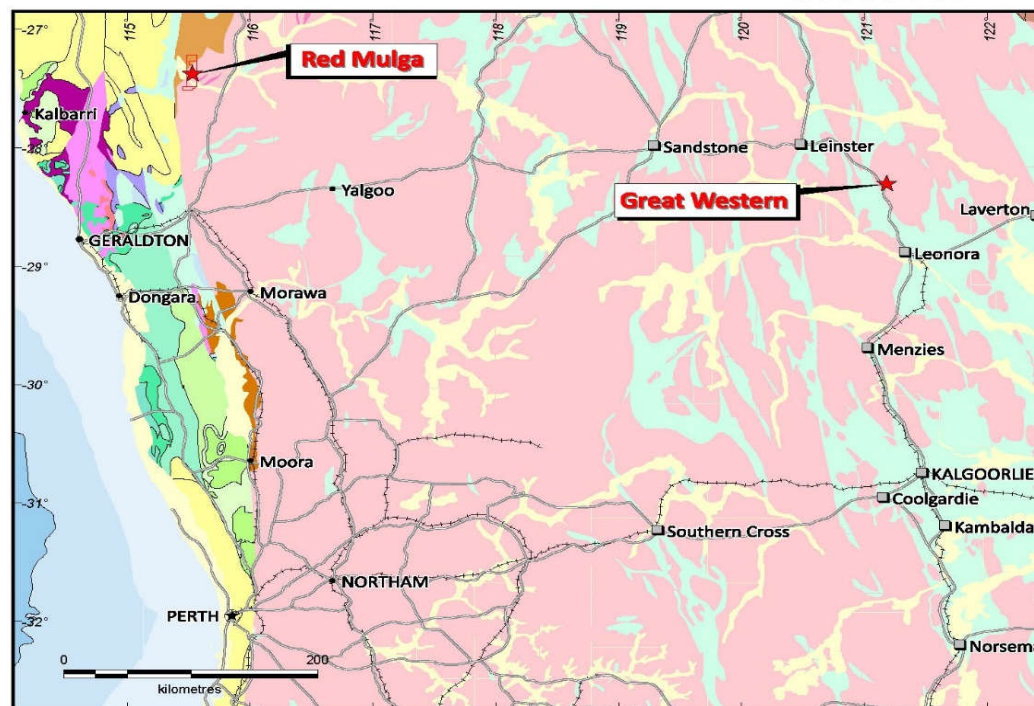 115
116
117
118
119
120
121
122
-27°
Red Mulga
Kalbarri
-28°
Sandstone
Leinster
Yalgoo
Great Western
Laverton
GERALDTON
Leonora
-29°
Dongara
Morawa
Menzies
-30°
Moora
KALGOORLIE
-31°
Coolgardie
Southern Cross
Kambalda
NORTHAM
PERTH
-32°
Norsema
0
200
kilometres